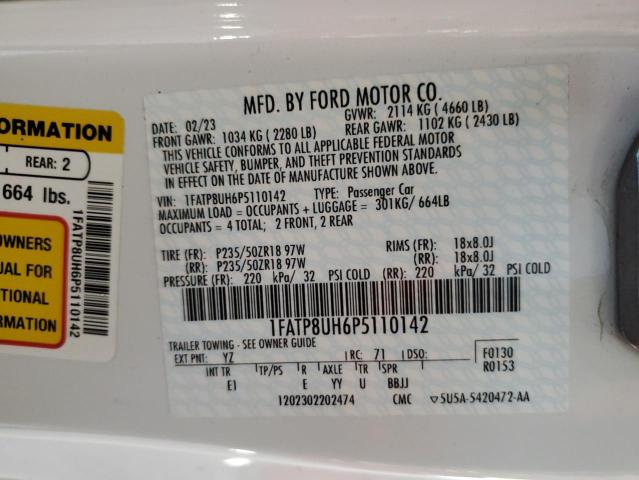 ORMATION
REAR: 2
664 lbs.
1FATP8UH6P5110142
OWNERS
UAL FOR
TIONAL
RMATION
MFD. BY FORD MOTOR CO.
DATE: 02/23 GVWR: 2114 KG ( 4660 LB)
FRONT GAWR: 1034 KG ( 2280 LB) REAR GAWR: 1102 KG ( 2430 LB)
THIS VEHICLE CONFORMS TO ALL APPLICABLE FEDERAL MOTOR
VEHICLE SAFETY, BUMPER, AND THEFT PREVENTION STANDARDS
IN EFFECT ON THE DATE OF MANUFACTURE SHOWN ABOVE.
VIN: 1FATP8UH6P5110142 TYPE: Passenger Car
MAXIMUM LOAD = OCCUPANTS + LUGGAGE = 301KG/ 664LB
OCCUPANTS = 4 TOTAL; 2 FRONT, 2 REAR
TIRE (FR): P235/50ZR18 97W RIMS (FR): 18x8.0J
(RR): P235/50ZR18 97W (RR): 18x8.0J
PRESSURE (FR): 220 kPa/ 32 PSI COLD (RR): 220 kPa/ 32 PSI COLD
1FATP8UH6P5110142
TRAILER TOWING - SEE OWNER GUIDE
EXT PNT: YZ RC: 71 DSO: F0130
R0153
INT TR TP/PS R AXLE TR SPR
EI E YY U BBJJ
1202302202474 CMC ▽5U5A-5420472-AA